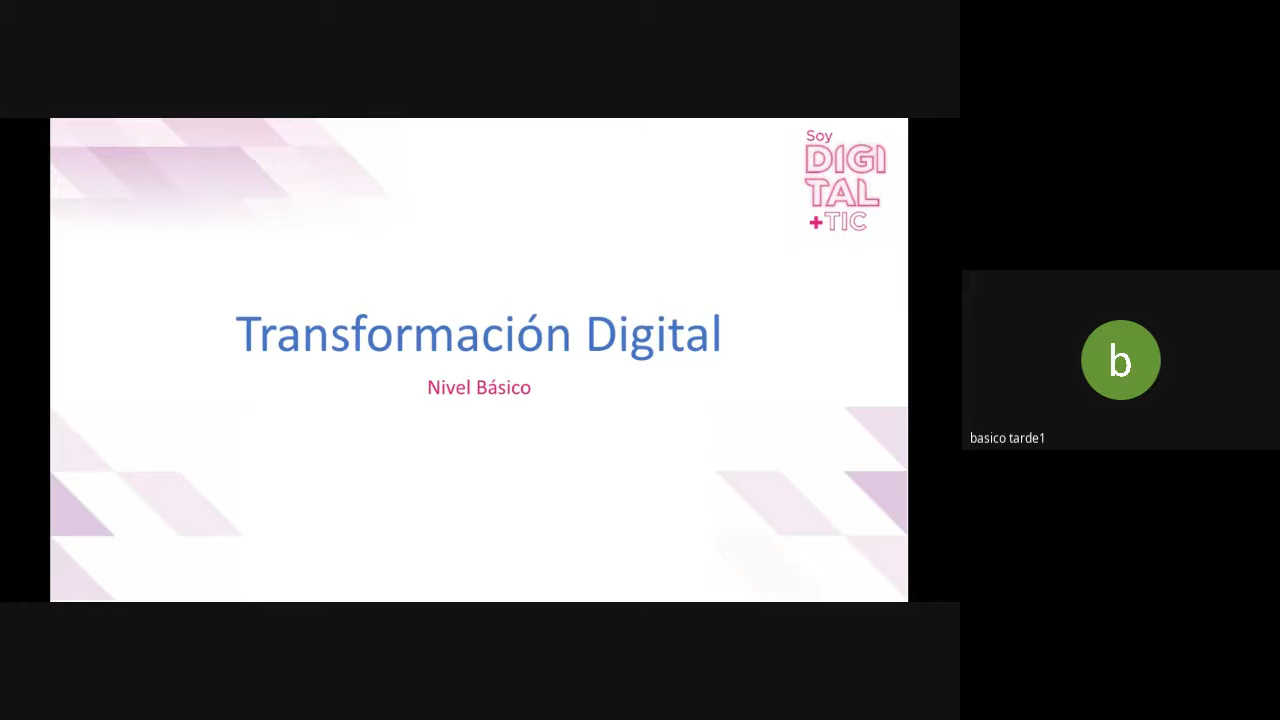 Soy
DIGI
TAL
+TIC
Transformación Digital
Nivel Básico
b
basico tarde1